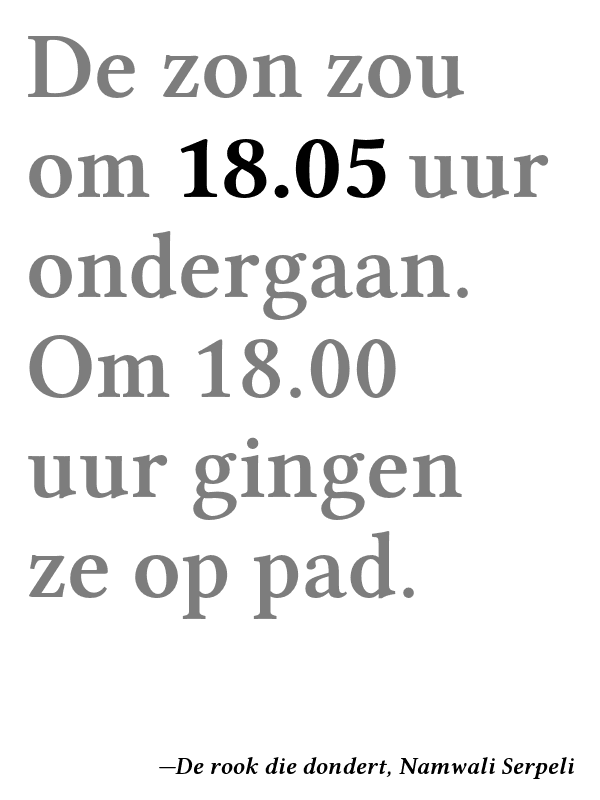 De zon zou
om 18.05 uur
ondergaan.
Om 18.00
uur gingen
ze op pad.
—De rook die dondert, Namwali Serpeli